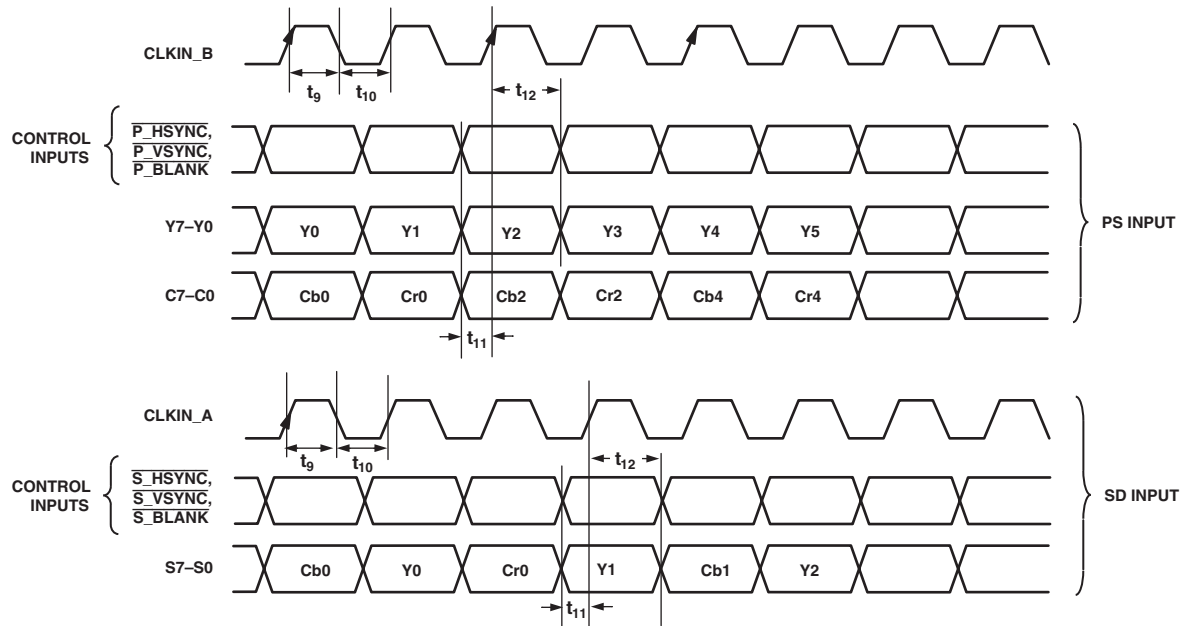 CLKIN_B
t9 t10 t12
CONTROL INPUTS
P_HSYNC,
P_VSYNC,
P_BLANK
Y7–Y0 Y0 Y1 Y2 Y3 Y4 Y5
PS INPUT
C7–C0 Cb0 Cr0 Cb2 Cr2 Cb4 Cr4
t11
CLKIN_A
t9 t10 t12
CONTROL INPUTS
S_HSYNC,
S_VSYNC,
S_BLANK
SD INPUT
S7–S0 Cb0 Y0 Cr0 Y1 Cb1 Y2
t11